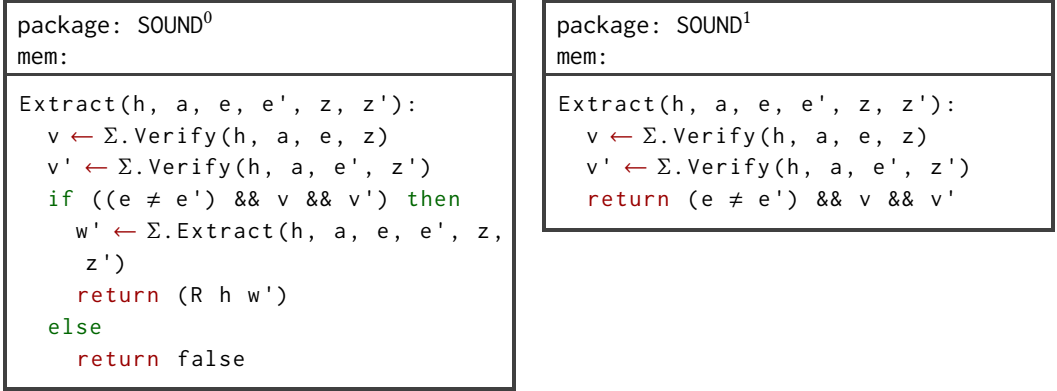 package: SOUND⁰
mem:
Extract(h, a, e, e', z, z'):
  v ← Σ.Verify(h, a, e, z)
  v' ← Σ.Verify(h, a, e', z')
  if ((e ≠ e') && v && v') then
    w' ← Σ.Extract(h, a, e, e', z,
     z')
    return (R h w')
  else
    return false
package: SOUND¹
mem:
Extract(h, a, e, e', z, z'):
  v ← Σ.Verify(h, a, e, z)
  v' ← Σ.Verify(h, a, e', z')
  return (e ≠ e') && v && v'